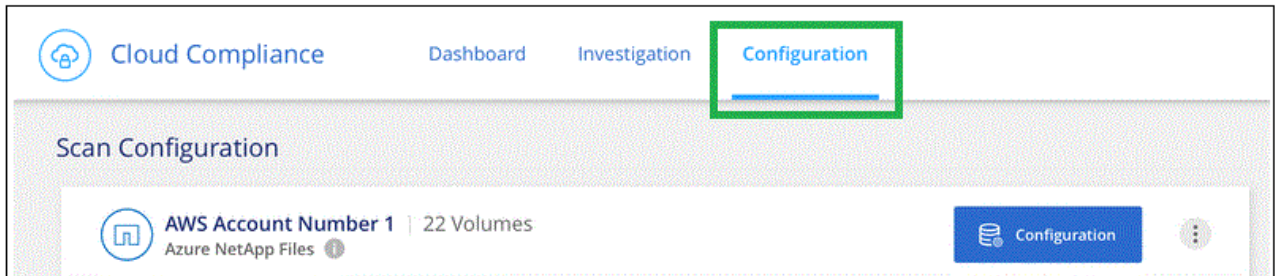 Cloud Compliance Dashboard Investigation Configuration
Scan Configuration
AWS Account Number 1 | 22 Volumes
Azure NetApp Files
Configuration